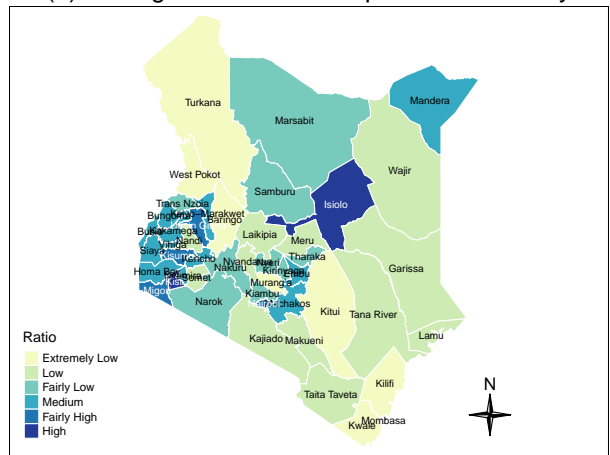 Turkana
Mandera
Marsabit
Wajir
West Pokot
Samburu
Isiolo
Trans Nzoia
Bungoma
Marakwet
Baringo
Kakamega
Nandi
Laikipia
Meru
Vihiga
Siaya
Kisumu
Kericho
Nyandarua
Nyeri
Tharaka
Nakuru
Kirinyaga
Embu
Garissa
Homa Bay
Murang'a
Kiambu
Machakos
Migori
Narok
Kitui
Tana River
Kajiado
Makueni
Lamu
Ratio
Extremely Low
Low
Fairly Low
Medium
Fairly High
High
Taita Taveta
Kilifi
Mombasa
Kwale
N